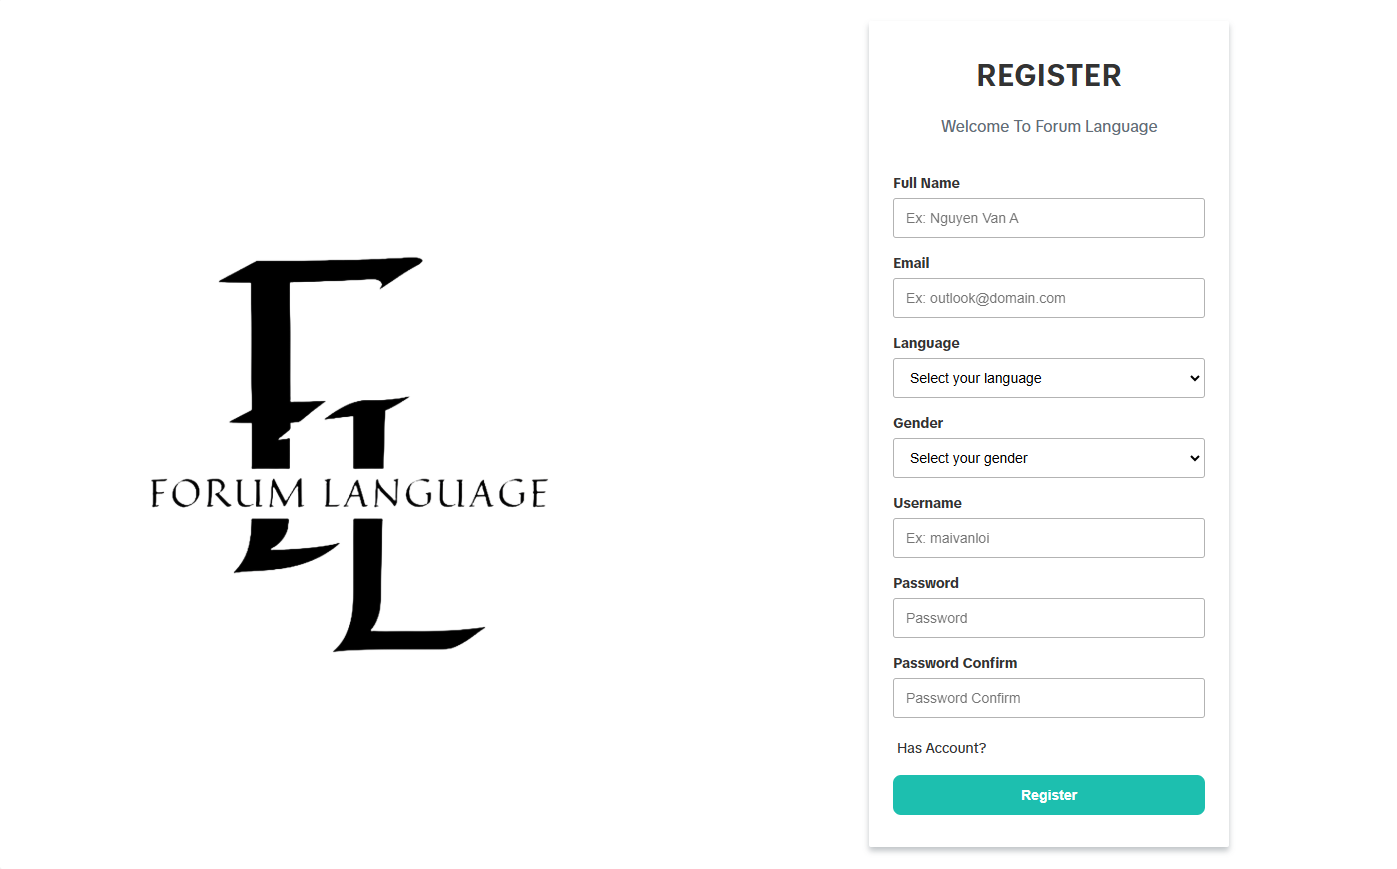 FORUM LANGUAGE
REGISTER
Welcome To Forum Language
Full Name
Ex: Nguyen Van A
Email
Ex: outlook@domain.com
Language
Select your language
Gender
Select your gender
Username
Ex: maivanloi
Password
Password
Password Confirm
Password Confirm
Has Account?
Register